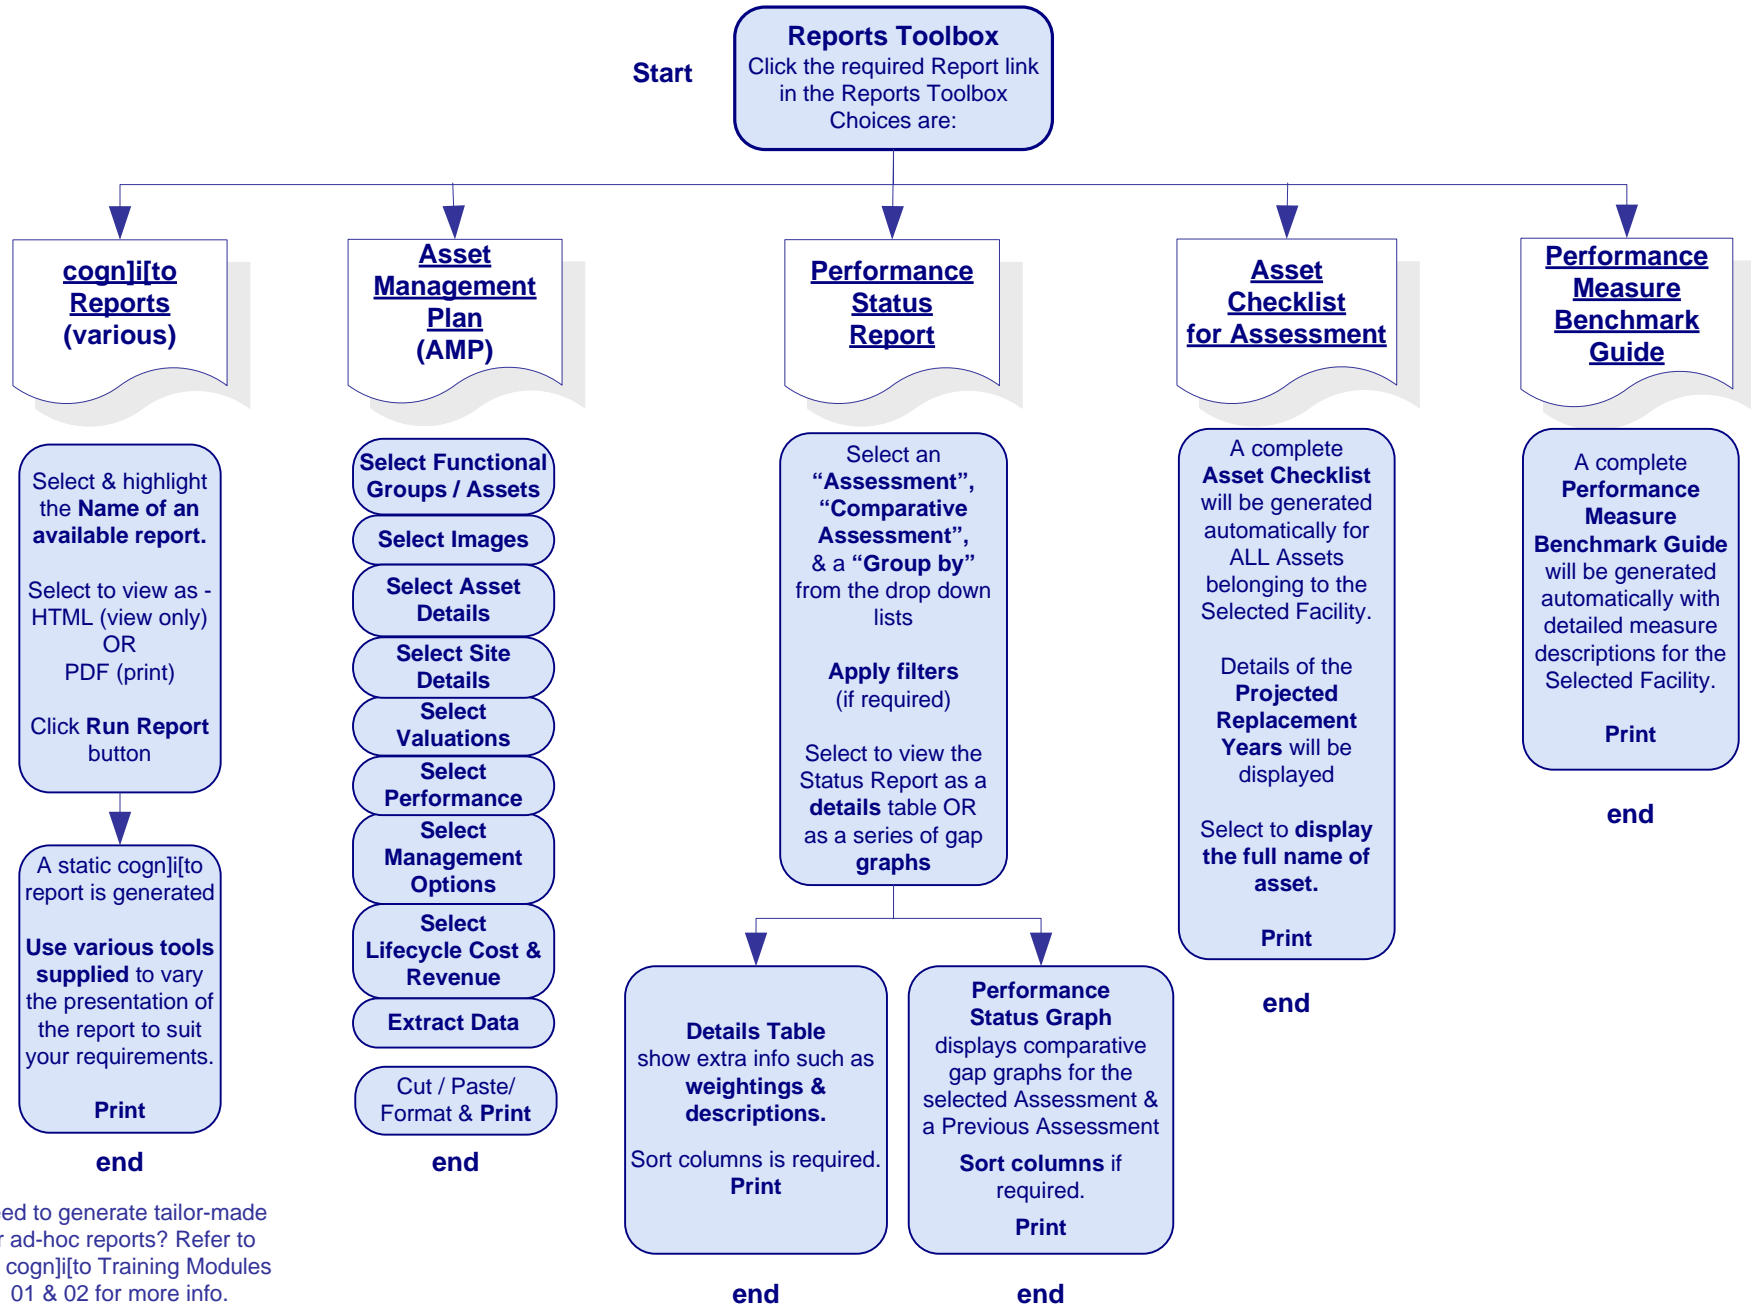 Start
Reports Toolbox
Click the required Report link
in the Reports Toolbox
Choices are:
cogn]i[to
Reports
(various)
Select & highlight
the Name of an
available report.
Select to view as -
HTML (view only)
OR
PDF (print)
Click Run Report
button
A static cogn]i[to
report is generated
Use various tools
supplied to vary
the presentation of
the report to suit
your requirements.
Print
end
to generate tailor-made
ad-hoc reports? Refer to
cogn]i[to Training Modules
01 & 02 for more info.
Asset
Management
Plan
(AMP)
Select Functional
Groups / Assets
Select Images
Select Asset
Details
Select Site
Details
Select
Valuations
Select
Performance
Select
Management
Options
Select
Lifecycle Cost &
Revenue
Extract Data
Cut / Paste/
Format & Print
end
Performance
Status
Report
Select an
“Assessment”,
“Comparative
Assessment”,
& a “Group by”
from the drop down
lists
Apply filters
(if required)
Select to view the
Status Report as a
details table OR
as a series of gap
graphs
Details Table
show extra info such as
weightings &
descriptions.
Sort columns is required.
Print
end
Performance
Status Graph
displays comparative
gap graphs for the
selected Assessment &
a Previous Assessment
Sort columns if
required.
Print
end
Asset
Checklist
for Assessment
A complete
Asset Checklist
will be generated
automatically for
ALL Assets
belonging to the
Selected Facility.
Details of the
Projected
Replacement
Years will be
displayed
Select to display
the full name of
asset.
Print
end
Performance
Measure
Benchmark
Guide
A complete
Performance
Measure
Benchmark Guide
will be generated
automatically with
detailed measure
descriptions for the
Selected Facility.
Print
end